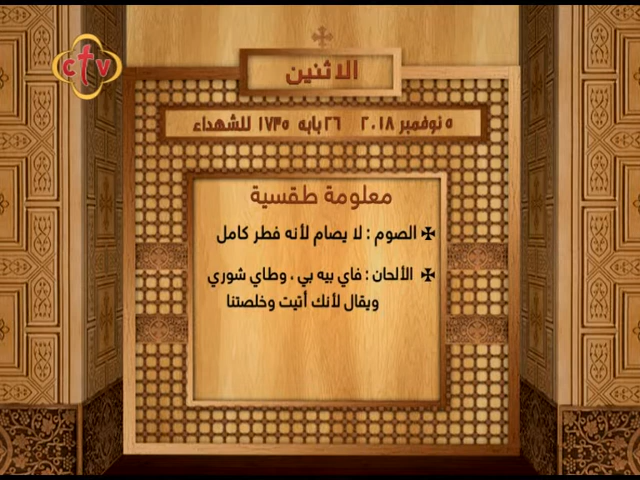 CTV
الاثنين
٥ نوفمبر ٢٠١٨ ٢٦ بابه ١٧٣٥ للشهداء
معلومة طقسية
الصوم : لا يصام لأنه فطر كامل
الألحان : فاي بيه بي ، وطاي شوري
ويقال لأنك أتيت وخلصتنا